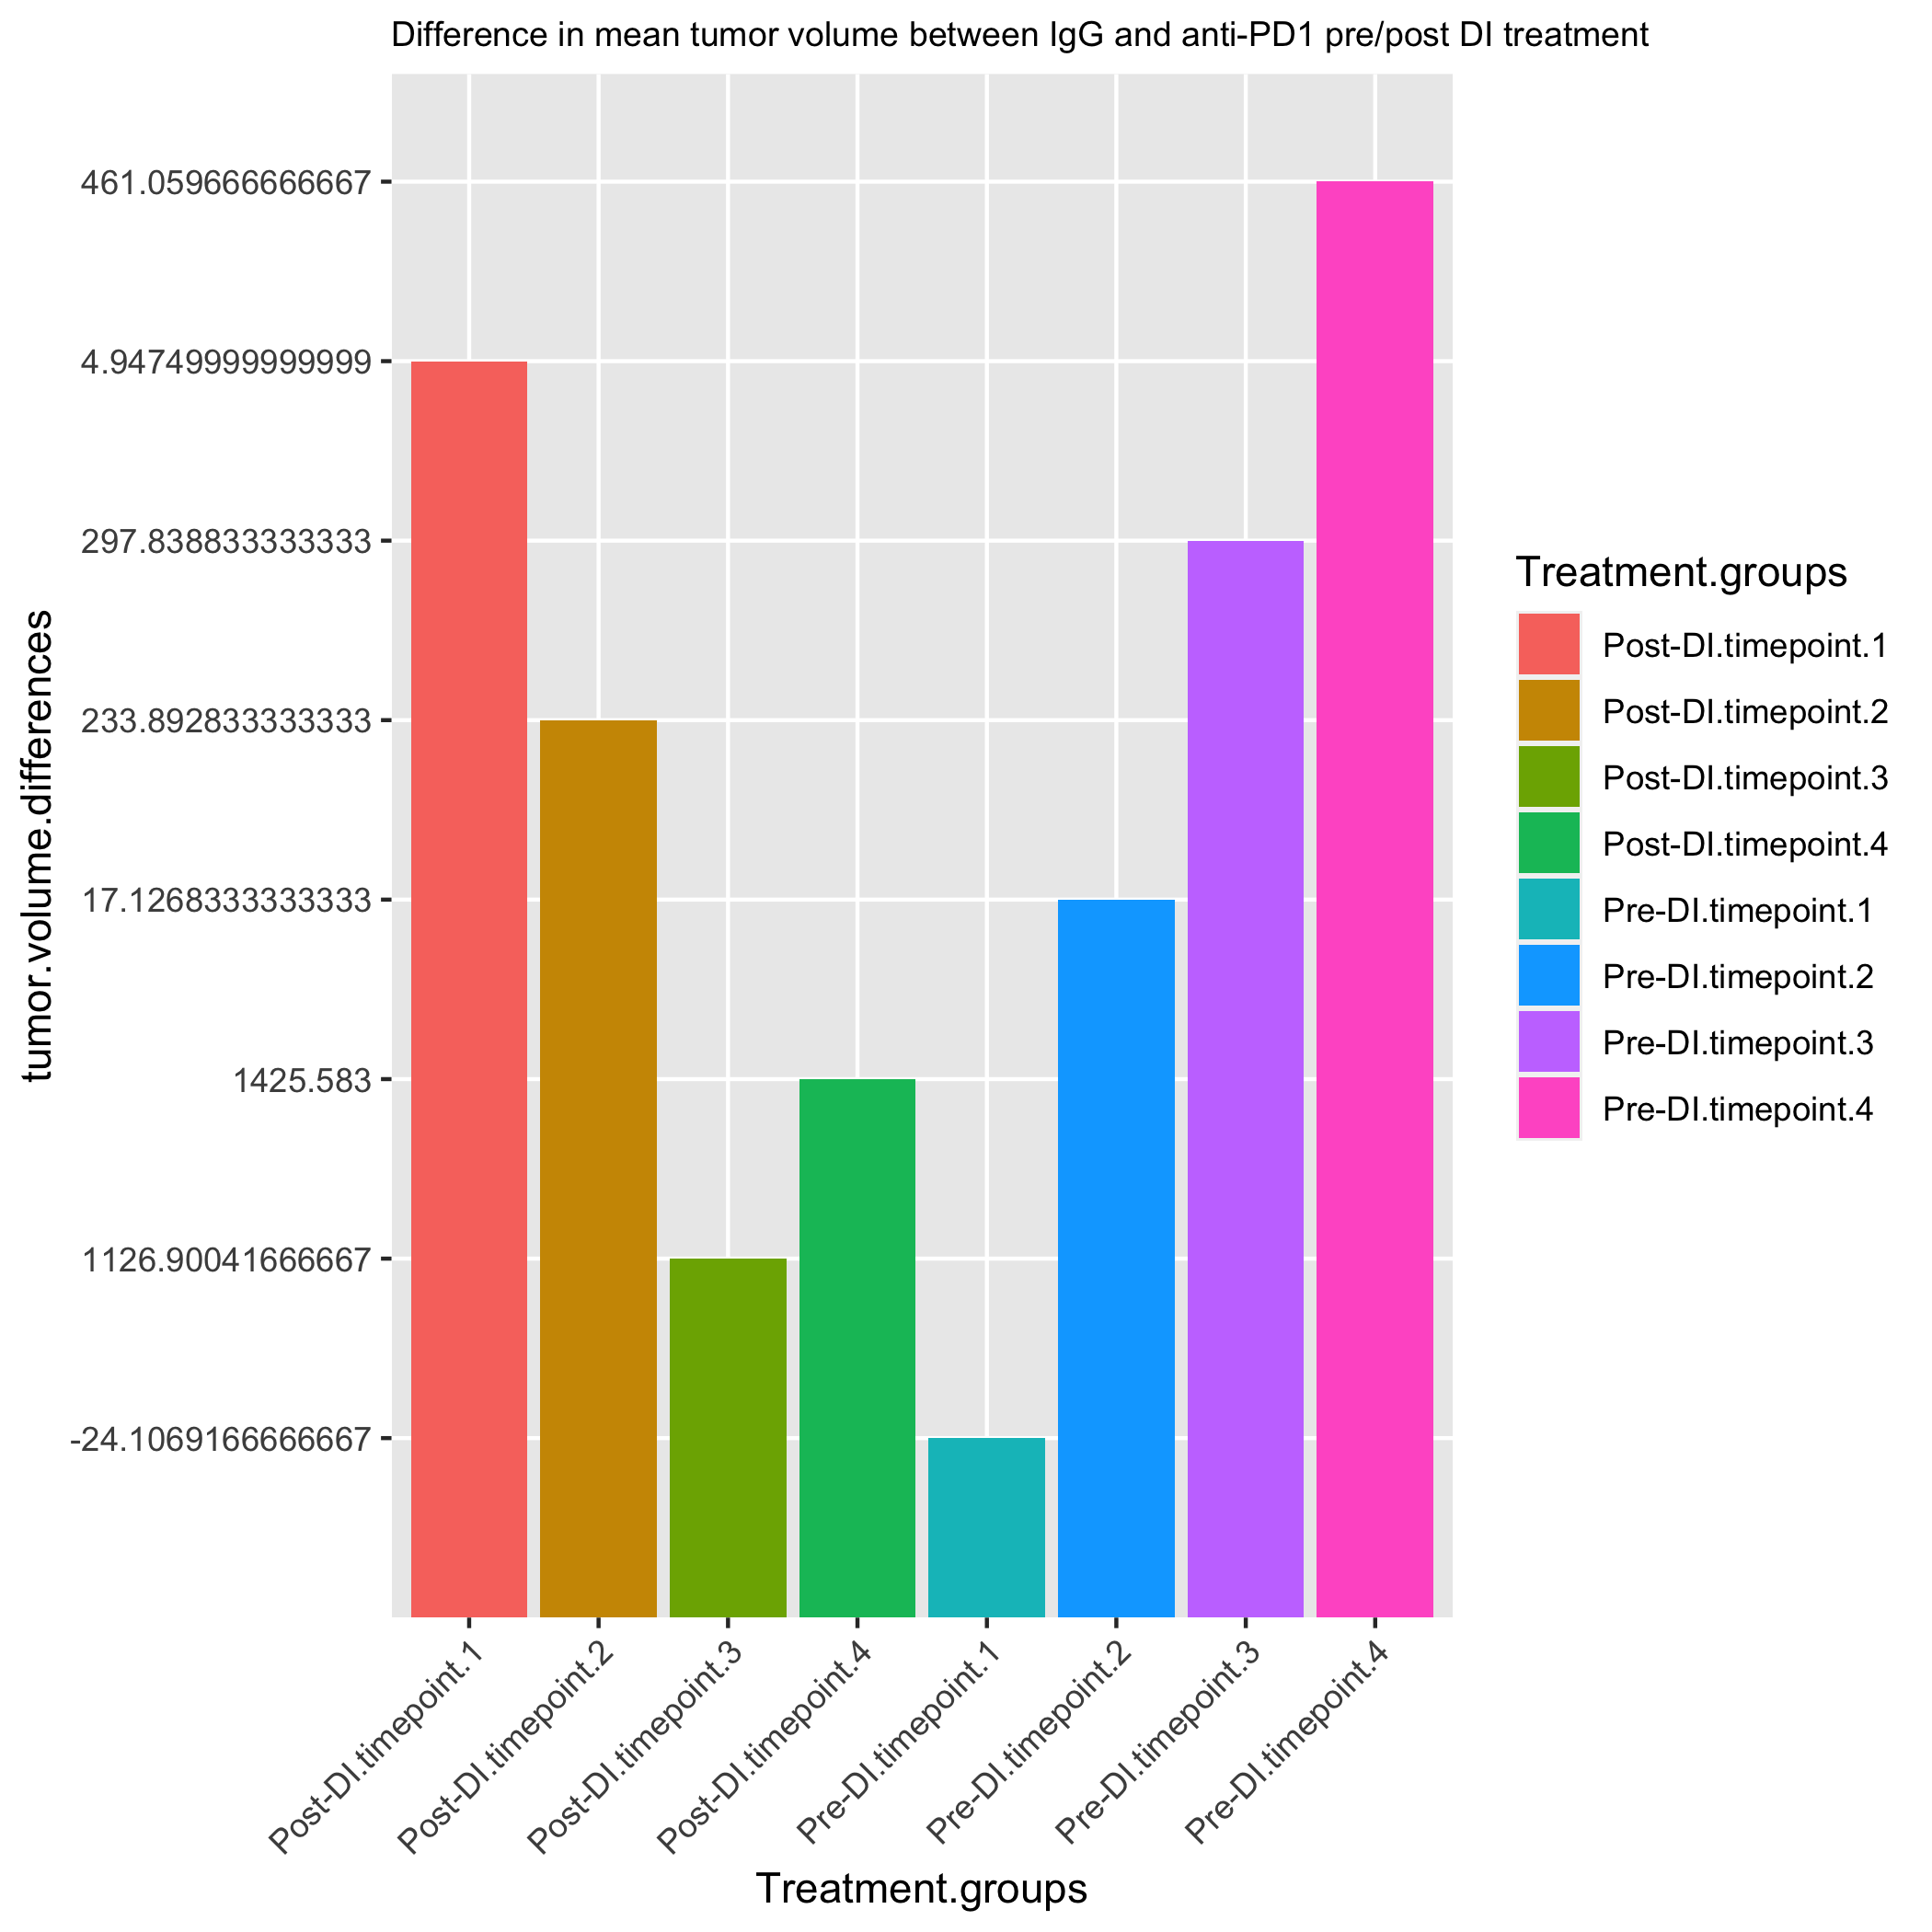 Difference in mean tumor volume between IgG and anti-PD1 pre/post DI treatment
tumor.volume.differences
461.059666666667
4.94749999999999
297.838833333333
233.892833333333
17.1268333333333
1425.583
1126.90041666667
-24.1069166666667
Post-DI.timepoint.1
Post-DI.timepoint.2
Post-DI.timepoint.3
Post-DI.timepoint.4
Pre-DI.timepoint.1
Pre-DI.timepoint.2
Pre-DI.timepoint.3
Pre-DI.timepoint.4
Treatment.groups
Treatment.groups
Post-DI.timepoint.1
Post-DI.timepoint.2
Post-DI.timepoint.3
Post-DI.timepoint.4
Pre-DI.timepoint.1
Pre-DI.timepoint.2
Pre-DI.timepoint.3
Pre-DI.timepoint.4